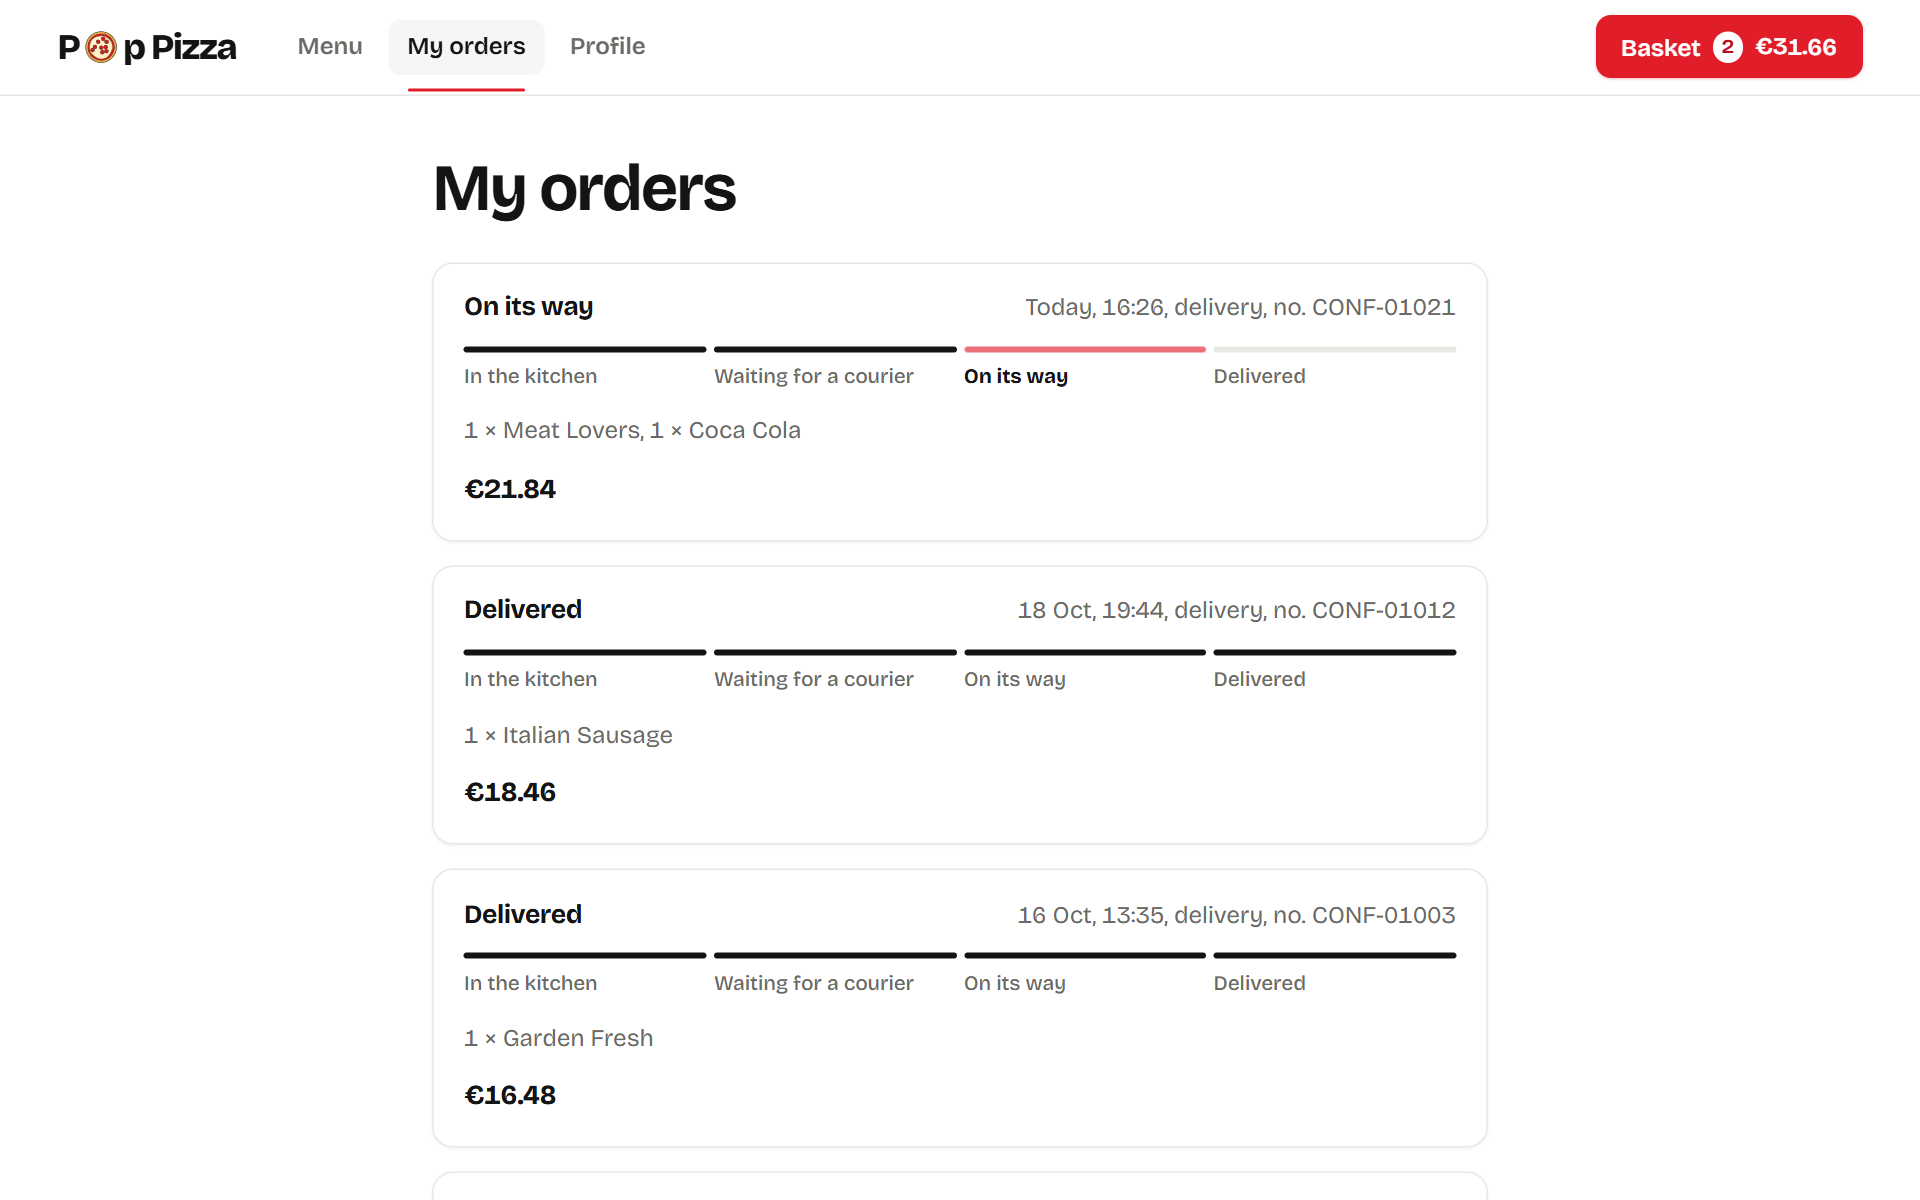 Pop Pizza Menu My orders Profile Basket 2 €31.66
My orders
On its way Today, 16:26, delivery, no. CONF-01021
In the kitchen Waiting for a courier On its way Delivered
1 × Meat Lovers, 1 × Coca Cola
€21.84
Delivered 18 Oct, 19:44, delivery, no. CONF-01012
In the kitchen Waiting for a courier On its way Delivered
1 × Italian Sausage
€18.46
Delivered 16 Oct, 13:35, delivery, no. CONF-01003
In the kitchen Waiting for a courier On its way Delivered
1 × Garden Fresh
€16.48